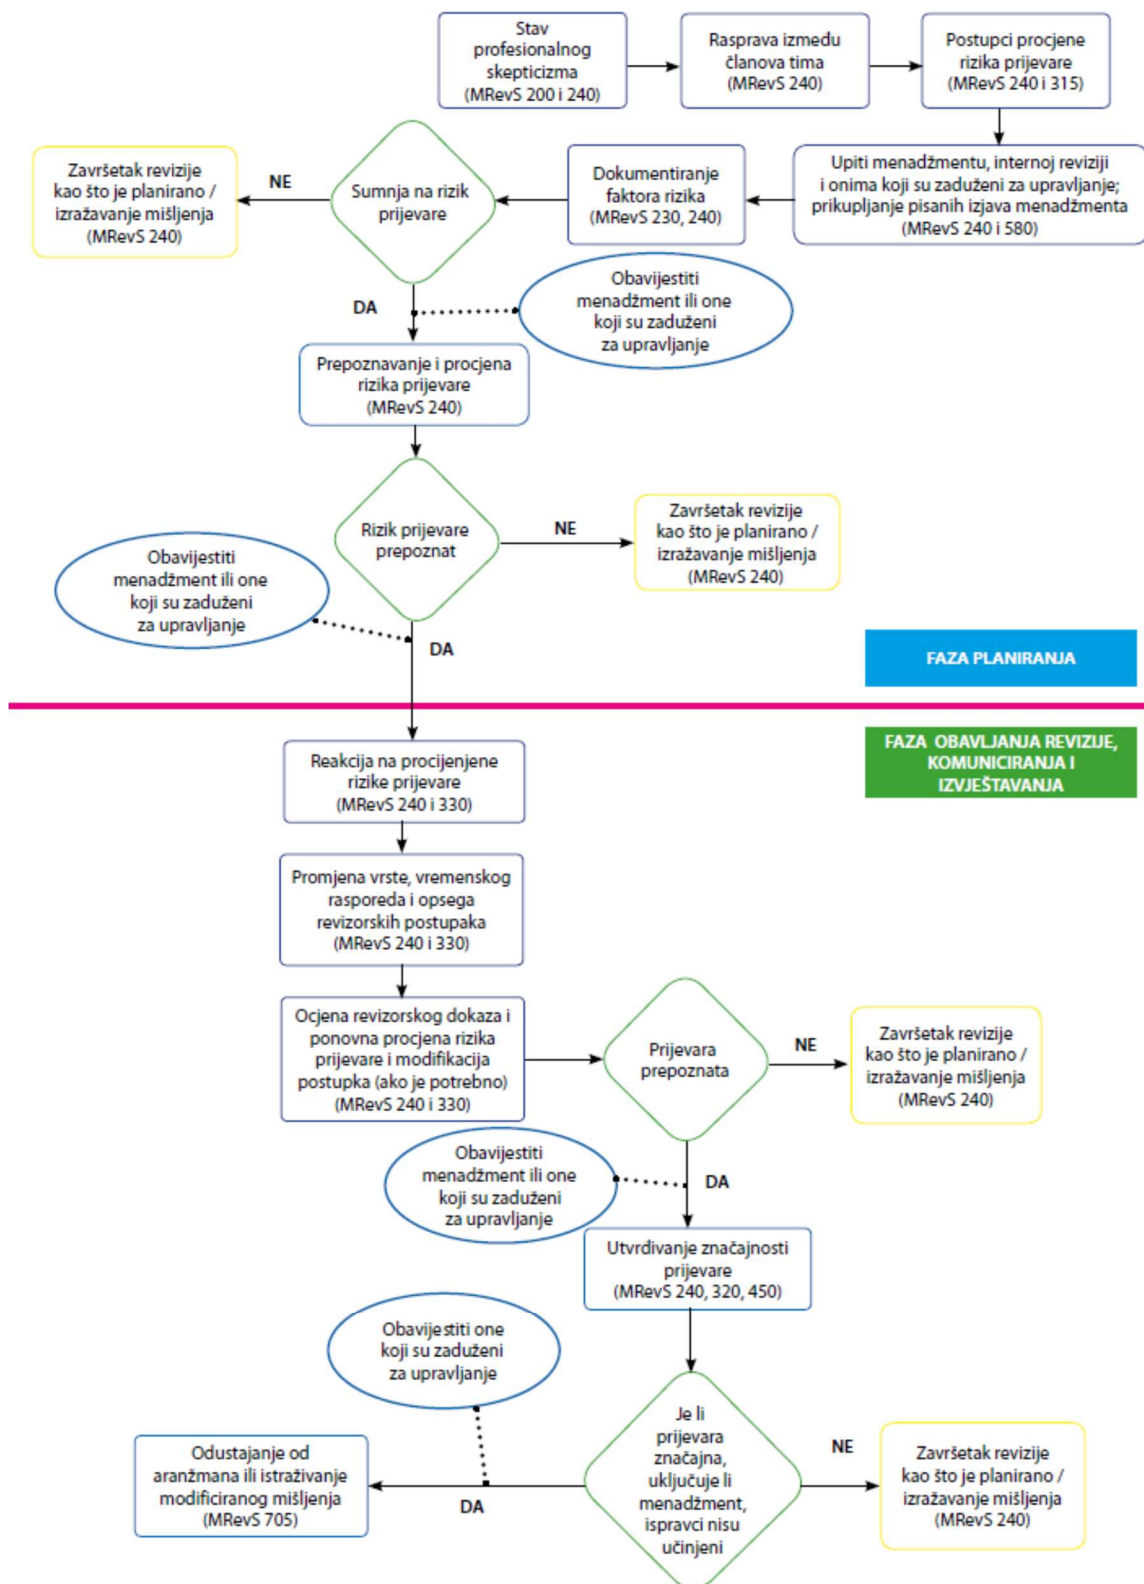 Stav
profesionalnog
skepticizma
(MRevS 200 i 240)
Rasprava između
članova tima
(MRevS 240)
Postupci procjene
rizika prijevare
(MRevS 240 i 315)
Upiti menadžmentu, internoj reviziji
i onima koji su zaduženi za upravljanje;
prikupljanje pisanih izjava menadžmenta
(MRevS 240 i 580)
Dokumentiranje
faktora rizika
(MRevS 230, 240)
Sumnja na rizik
prijevare
NE
Završetak revizije
kao što je planirano /
izražavanje mišljenja
(MRevS 240)
DA
Obavijestiti
menadžment ili one
koji su zaduženi
za upravljanje
Prepoznavanje i procjena
rizika prijevare
(MRevS 240)
Rizik prijevare
prepoznat
NE
Završetak revizije
kao što je planirano /
izražavanje mišljenja
(MRevS 240)
Obavijestiti
menadžment ili one
koji su zaduženi
za upravljanje
DA
FAZA PLANIRANJA
FAZA OBAVLJANJA REVIZIJE,
KOMUNICIRANJA I
IZVJEŠTAVANJA
Reakcija na procijenjene
rizike prijevare
(MRevS 240 i 330)
Promjena vrste, vremenskog
rasporeda i opsega
revizorskih postupaka
(MRevS 240 i 330)
Ocjena revizorskog dokaza i
ponovna procjena rizika
prijevare i modifikacija
postupka (ako je potrebno)
(MRevS 240 i 330)
Prijevara
prepoznata
NE
Završetak revizije
kao što je planirano /
izražavanje mišljenja
(MRevS 240)
Obavijestiti
menadžment ili one
koji su zaduženi
za upravljanje
DA
Utvrđivanje značajnosti
prijevare
(MRevS 240, 320, 450)
Obavijestiti one
koji su zaduženi
za upravljanje
Je li
prijevara
značajna,
uključuje li
menadžment,
ispravci nisu
učinjeni
NE
Završetak revizije
kao što je planirano /
izražavanje mišljenja
(MRevS 240)
DA
Odustajanje od
aranžmana ili istraživanje
modificiranog mišljenja
(MRevS 705)